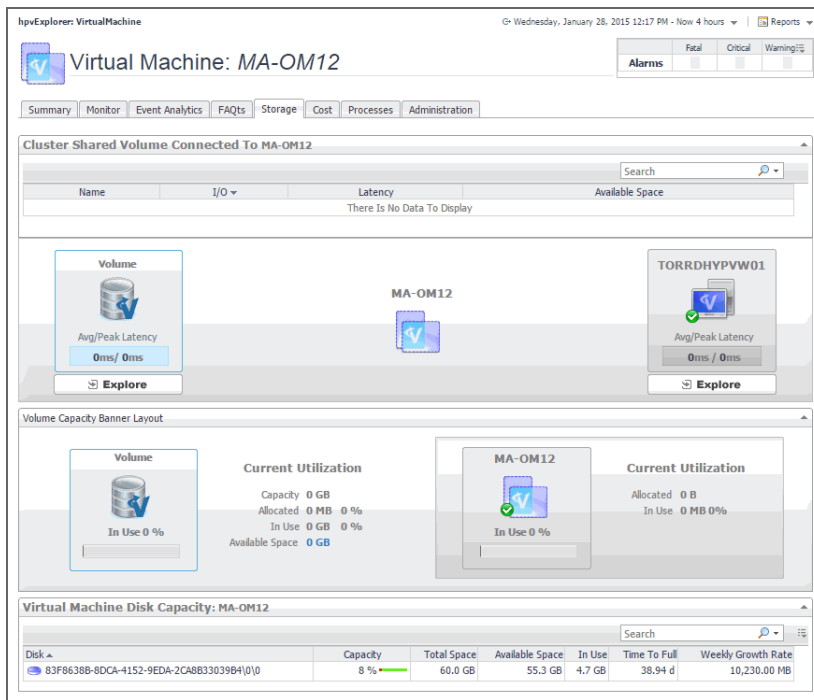 hpvExplorer: VirtualMachine
Wednesday, January 28, 2015 12:17 PM - Now 4 hours | Reports
Virtual Machine: MA-OM12
Fatal Critical Warning
Alarms
Summary Monitor Event Analytics FAQts Storage Cost Processes Administration
Cluster Shared Volume Connected To MA-OM12
Search
Name I/O Latency Available Space
There Is No Data To Display
Volume
MA-OM12
TORRDHYPVW01
Avg/Peak Latency
0ms/ 0ms
Explore
Avg/Peak Latency
0ms / 0ms
Explore
Volume Capacity Banner Layout
Volume
In Use 0 %
Current Utilization
Capacity 0 GB
Allocated 0 MB 0 %
In Use 0 GB 0 %
Available Space 0 GB
MA-OM12
In Use 0 %
Current Utilization
Allocated 0 B
In Use 0 MB 0%
Virtual Machine Disk Capacity: MA-OM12
Search
Disk Capacity Total Space Available Space In Use Time To Full Weekly Growth Rate
83F8638B-8DCA-4152-9EDA-2CA8B33039B4\0\0 8 % 60.0 GB 55.3 GB 4.7 GB 38.94 d 10,230.00 MB